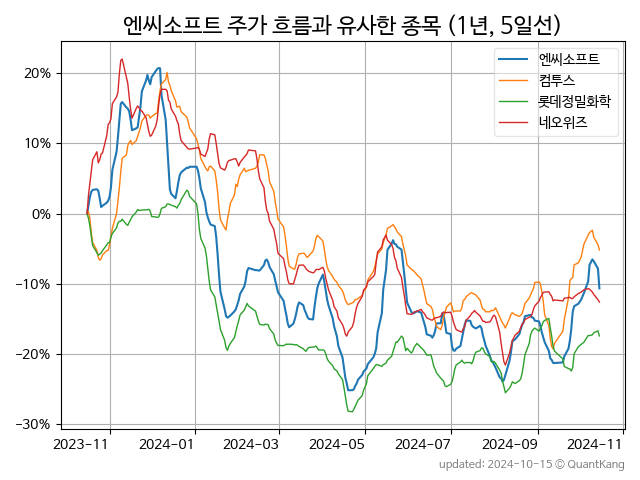 엔씨소프트 주가 흐름과 유사한 종목 (1년, 5일선)
엔씨소프트
컴투스
롯데정밀화학
네오위즈
20%
10%
0%
−10%
−20%
−30%
2023-11 2024-01 2024-03 2024-05 2024-07 2024-09 2024-11
updated: 2024-10-15 © QuantKang